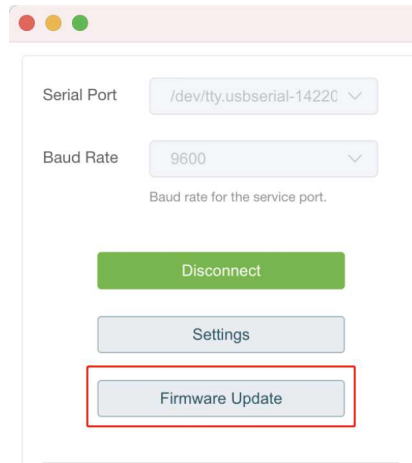 Serial Port
/dev/tty.usbserial-14220
Baud Rate
9600
Baud rate for the service port.
Disconnect
Settings
Firmware Update